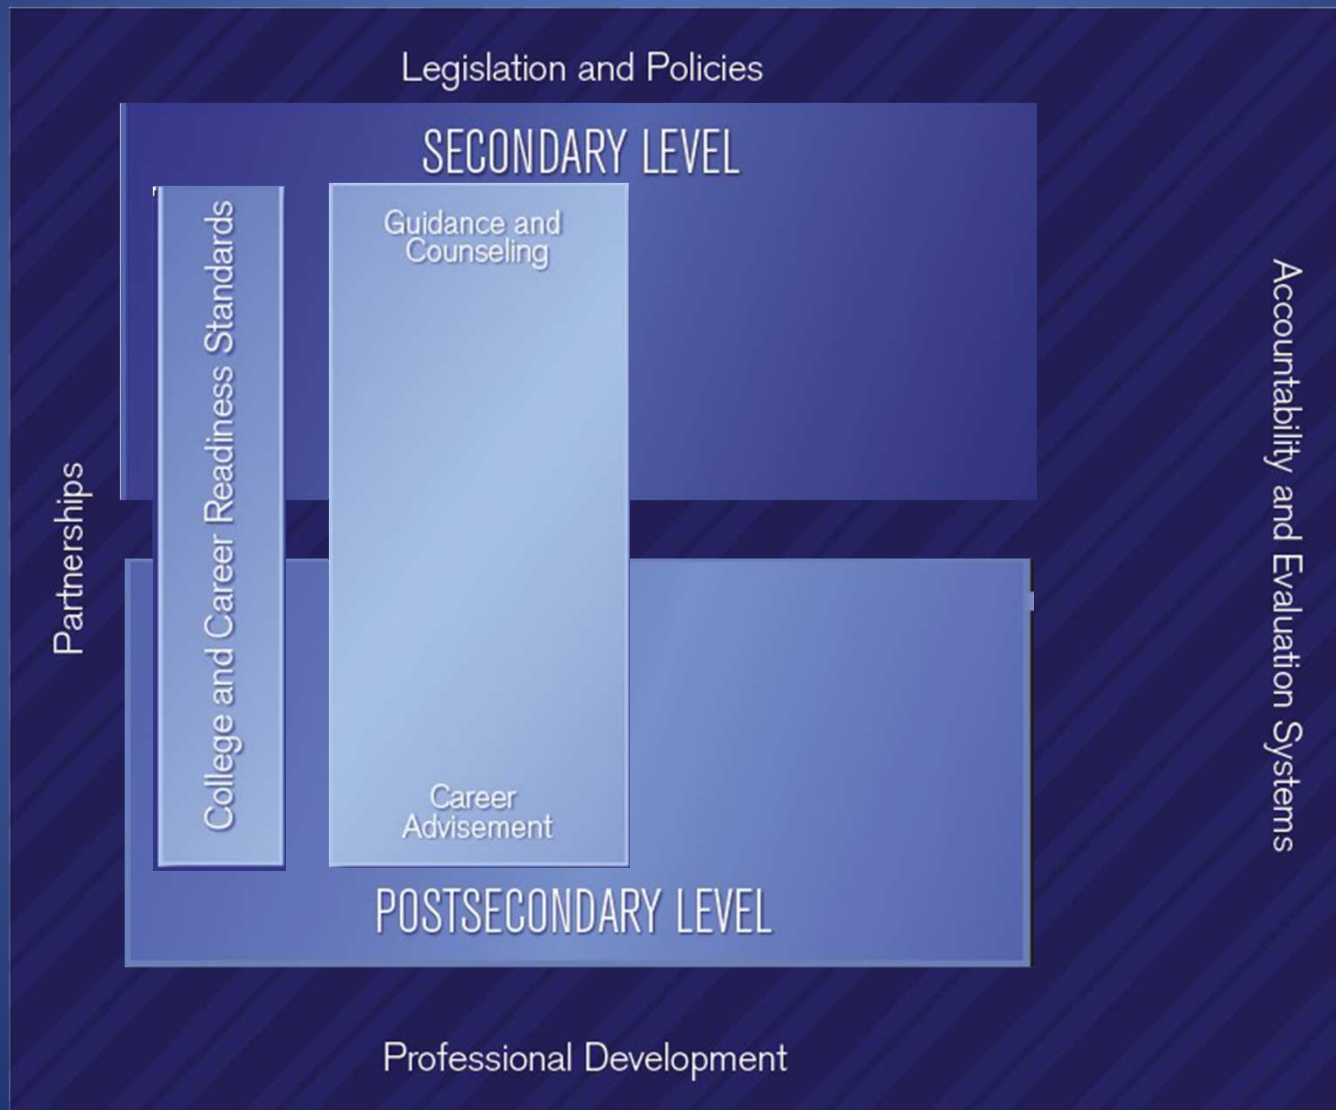 Legislation and Policies
SECONDARY LEVEL
Guidance and
Counseling
College and Career Readiness Standards
Partnerships
Accountability and Evaluation Systems
Career
Advisement
POSTSECONDARY LEVEL
Professional Development